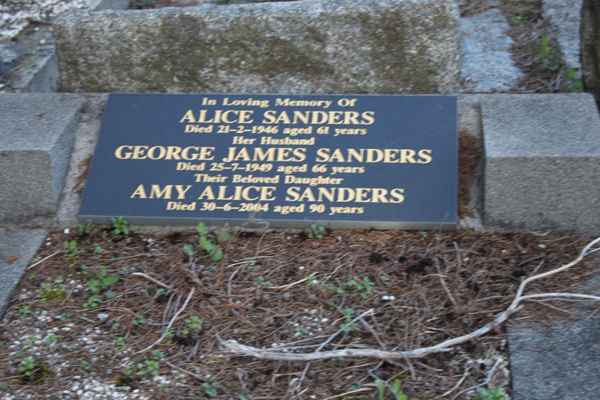 In Loving Memory Of
ALICE SANDERS
Died 21-2-1946 aged 61 years
Her Husband
GEORGE JAMES SANDERS
Died 25-7-1949 aged 66 years
Their Beloved Daughter
AMY ALICE SANDERS
Died 30-6-2004 aged 90 years